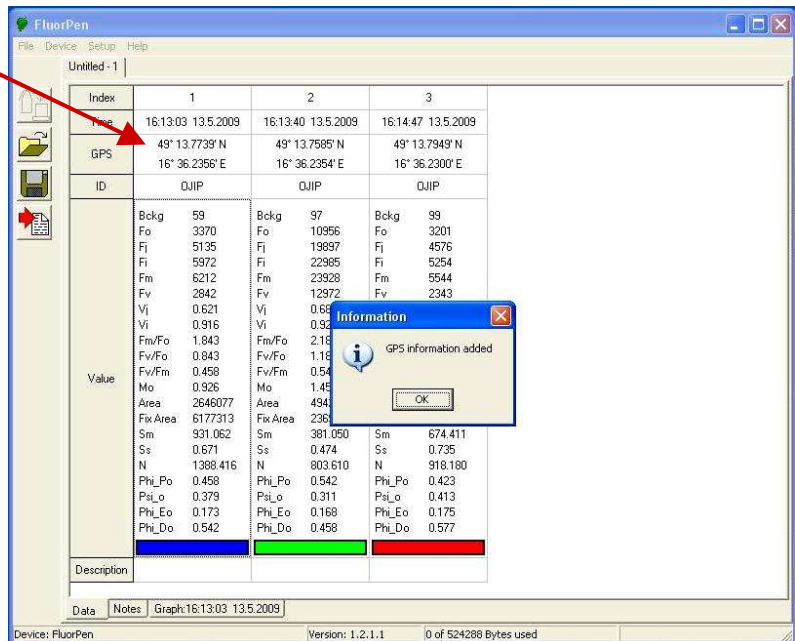 FluorPen
File Device Setup Help
Untitled - 1
Index 1 2 3
Time 16:13:03 13.5.2009 16:13:40 13.5.2009 16:14:47 13.5.2009
GPS 49° 13.7739' N 49° 13.7585' N 49° 13.7949' N
16° 36.2356' E 16° 36.2354' E 16° 36.2300' E
ID OJIP OJIP OJIP
Value
Bckg 59 Bckg 97 Bckg 99
Fo 3370 Fo 10956 Fo 3201
Fj 5135 Fj 19897 Fj 4576
Fi 5972 Fi 22985 Fi 5254
Fm 6212 Fm 23928 Fm 5544
Fv 2842 Fv 12972 Fv 2343
Vj 0.621 Vj
Vi 0.916 Vi
Fm/Fo 1.843 Fm/Fo
Fv/Fo 0.843 Fv/Fo
Fv/Fm 0.458 Fv/Fm
Mo 0.926 Mo
Area 2646077 Area
Fix Area 6177313 Fix Area
Sm 931.062 Sm 381.050 Sm 674.411
Ss 0.671 Ss 0.474 Ss 0.735
N 1388.416 N 803.610 N 918.180
Phi_Po 0.458 Phi_Po 0.542 Phi_Po 0.423
Psi_o 0.379 Psi_o 0.311 Psi_o 0.413
Phi_Eo 0.173 Phi_Eo 0.168 Phi_Eo 0.175
Phi_Do 0.542 Phi_Do 0.458 Phi_Do 0.577
Information
GPS information added
OK
Description
Data Notes Graph:16:13:03 13.5.2009
Device: FluorPen Version: 1.2.1.1 0 of 524288 Bytes used